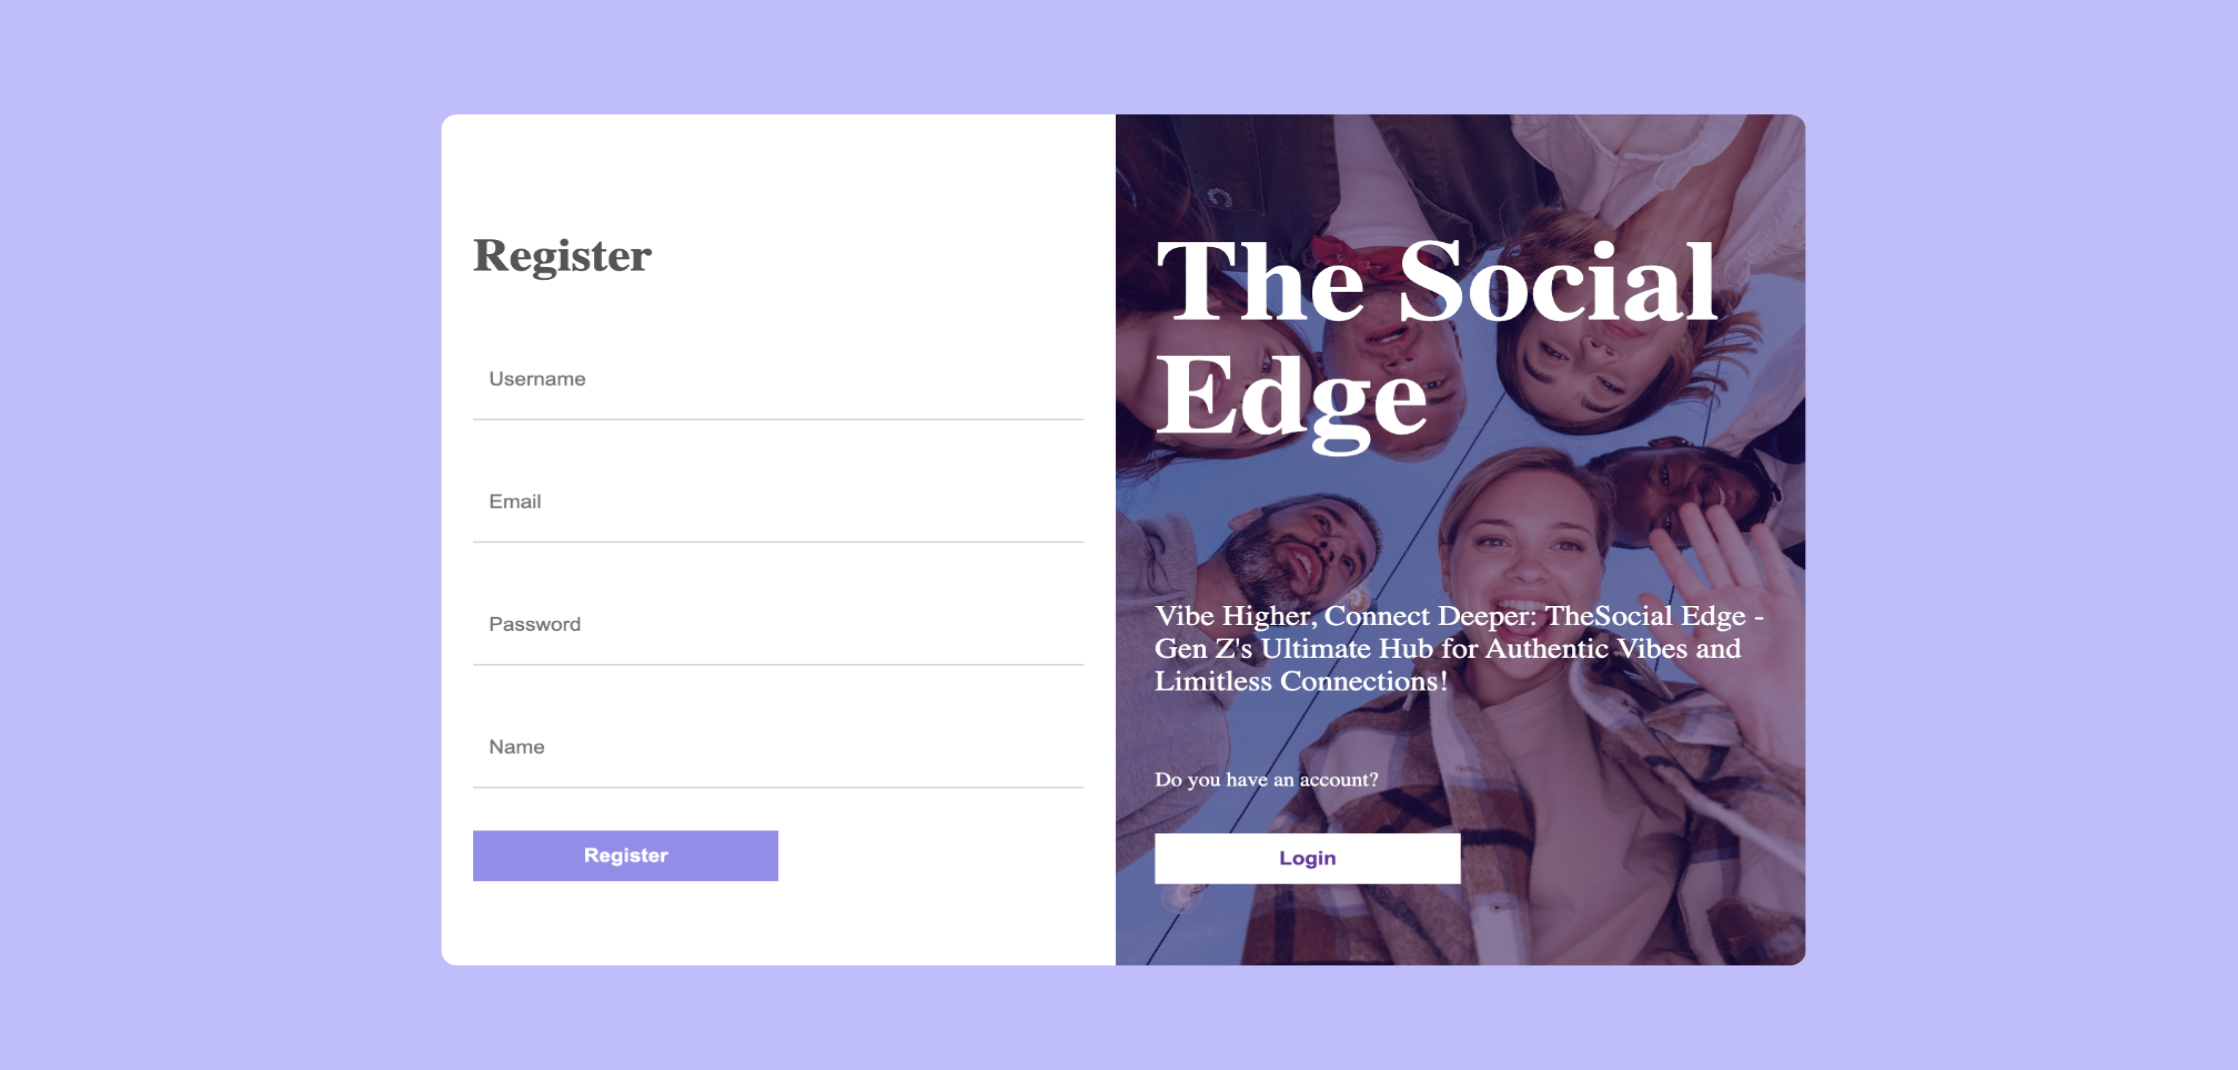 Register
Username
Email
Password
Name
Register
The Social
Edge
Vibe Higher, Connect Deeper: TheSocial Edge -
Gen Z's Ultimate Hub for Authentic Vibes and
Limitless Connections!
Do you have an account?
Login